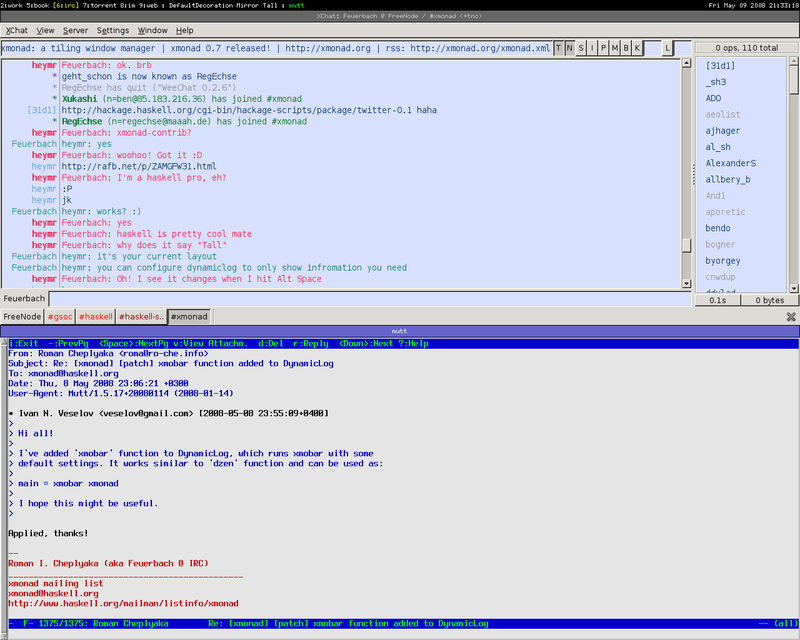 2:work 5:book [6:irc] 7:torrent 8:im 9:web : DefaultDecoration Mirror Tall : mutt Fri May 09 2008 21:33:18
XChat: Feuerbach @ FreeNode / #xmonad (+tnc)
XChat View Server Settings Window Help
xmonad: a tiling window manager | xmonad 0.7 released! | http://xmonad.org | rss: http://xmonad.org/xmonad.xml T N S I P M B K L 0 ops, 110 total
heymr Feuerbach: ok. brb
* geht_schon is now known as RegEchse
* RegEchse has quit ("WeeChat 0.2.6")
* Xukashi (n=ben@85.183.216.36) has joined #xmonad
[31d1] http://hackage.haskell.org/cgi-bin/hackage-scripts/package/twitter-0.1 haha
* RegEchse (n=regechse@maaah.de) has joined #xmonad
heymr Feuerbach: xmonad-contrib?
Feuerbach heymr: yes
heymr Feuerbach: woohoo! Got it :D
heymr http://rafb.net/p/ZAMGFW31.html
heymr Feuerbach: I'm a haskell pro, eh?
heymr :P
heymr jk
Feuerbach heymr: works? :)
heymr Feuerbach: yes
heymr Feuerbach: haskell is pretty cool mate
heymr Feuerbach: why does it say "Tall"
Feuerbach heymr: it's your current layout
Feuerbach heymr: you can configure dynamiclog to only show infromation you need
heymr Feuerbach: Oh! I see it changes when I hit Alt Space
[31d1]
_sh3
ADO
aeolist
ajhager
al_sh
AlexanderS
allbery_b
And1
aporetic
bendo
bogner
byorgey
cnwdup
Feuerbach 0.1s 0 bytes
FreeNode #gsoc #haskell #haskell-s.. #xmonad
mutt
i:Exit -:PrevPg <Space>:NextPg v:View Attachm. d:Del r:Reply <Down>:Next ?:Help
From: Roman Cheplyaka <roma@ro-che.info>
Subject: Re: [xmonad] [patch] xmobar function added to DynamicLog
To: xmonad@haskell.org
Date: Thu, 8 May 2008 23:06:21 +0300
User-Agent: Mutt/1.5.17+20080114 (2008-01-14)
* Ivan N. Veselov <veselov@gmail.com> [2008-05-08 23:55:09+0400]
>
> Hi all!
>
> I've added 'xmobar' function to DynamicLog, which runs xmobar with some
> default settings. It works similar to 'dzen' function and can be used as:
>
> main = xmobar xmonad
>
> I hope this might be useful.
>
Applied, thanks!
--
Roman I. Cheplyaka (aka Feuerbach @ IRC)
_______________________________________________
xmonad mailing list
xmonad@haskell.org
http://www.haskell.org/mailman/listinfo/xmonad
- F- 1375/1375: Roman Cheplyaka Re: [xmonad] [patch] xmobar function added to DynamicLog -- (all)